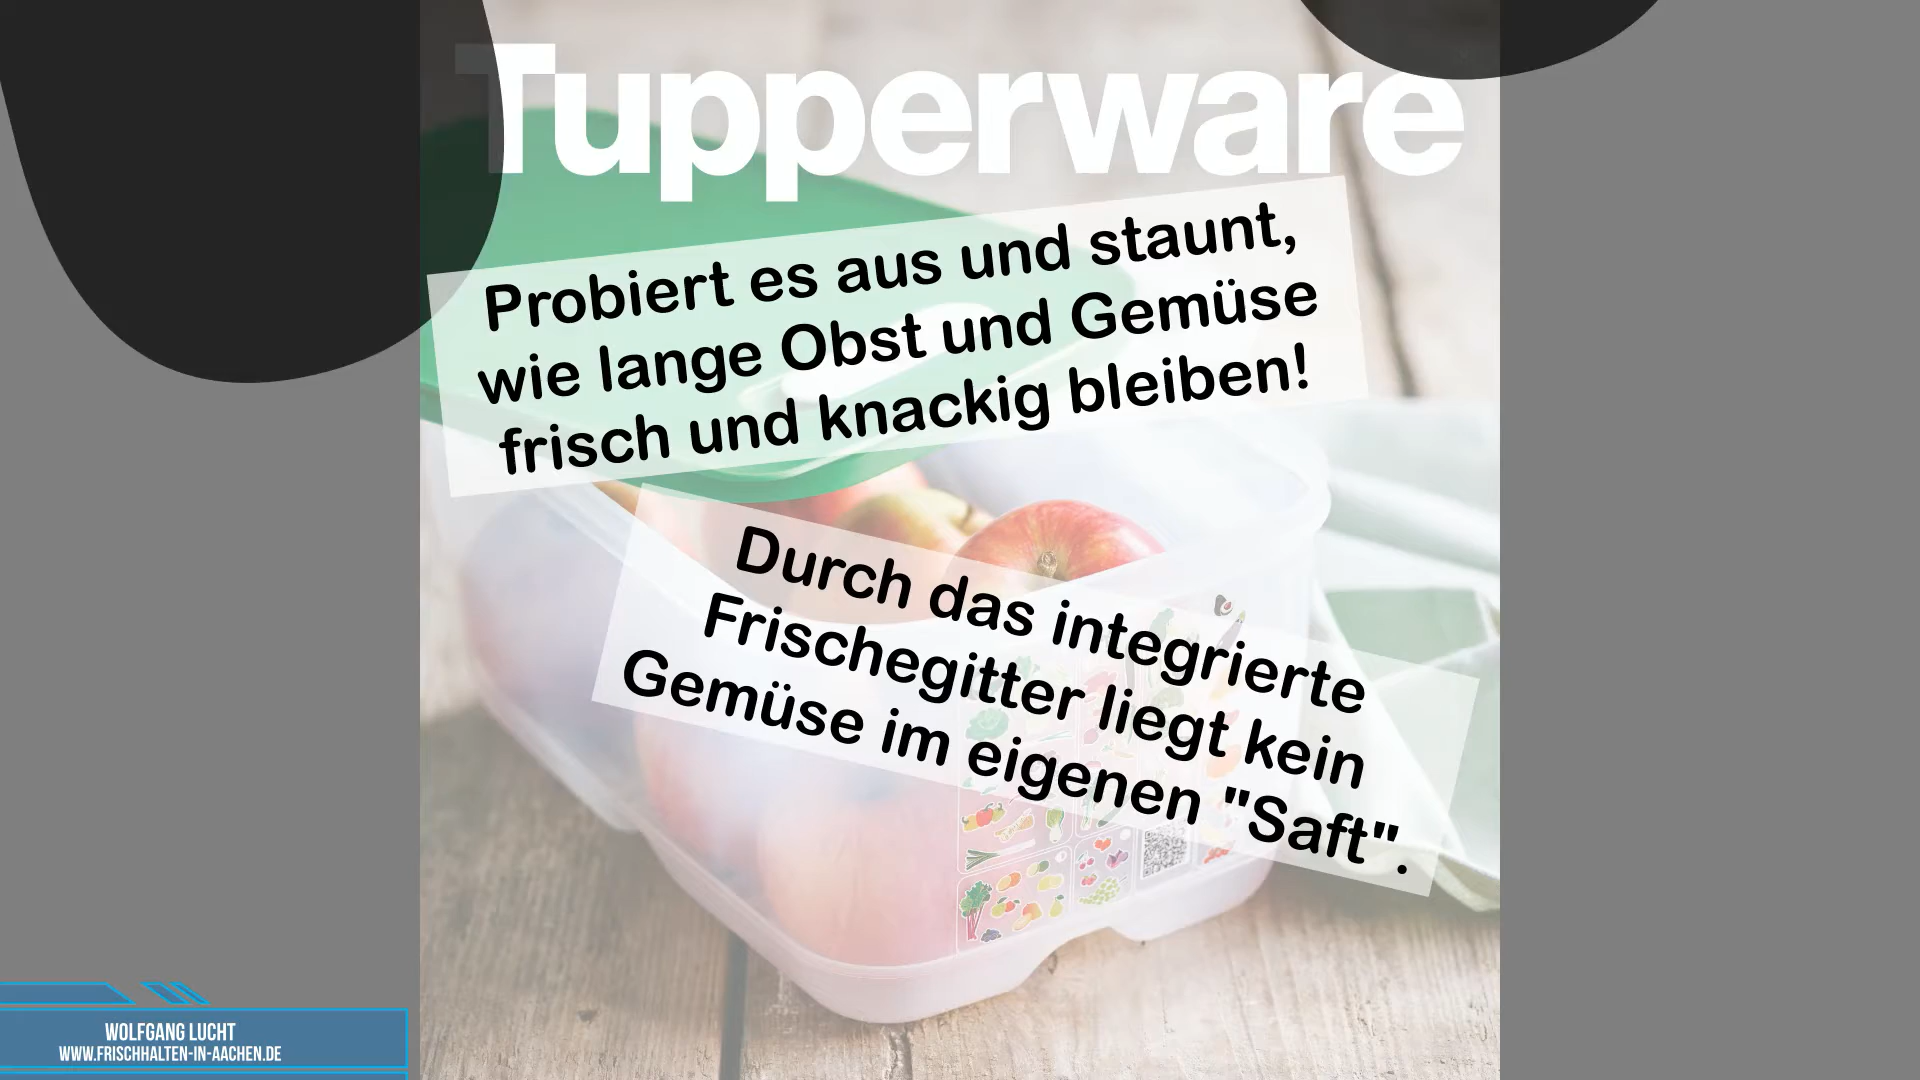 Tupperware
Probiert es aus und staunt,
wie lange Obst und Gemüse
frisch und knackig bleiben!
Durch das integrierte
Frischegitter liegt kein
Gemüse im eigenen "Saft".
WOLFGANG LUCHT
WWW.FRISCHHALTEN-IN-AACHEN.DE